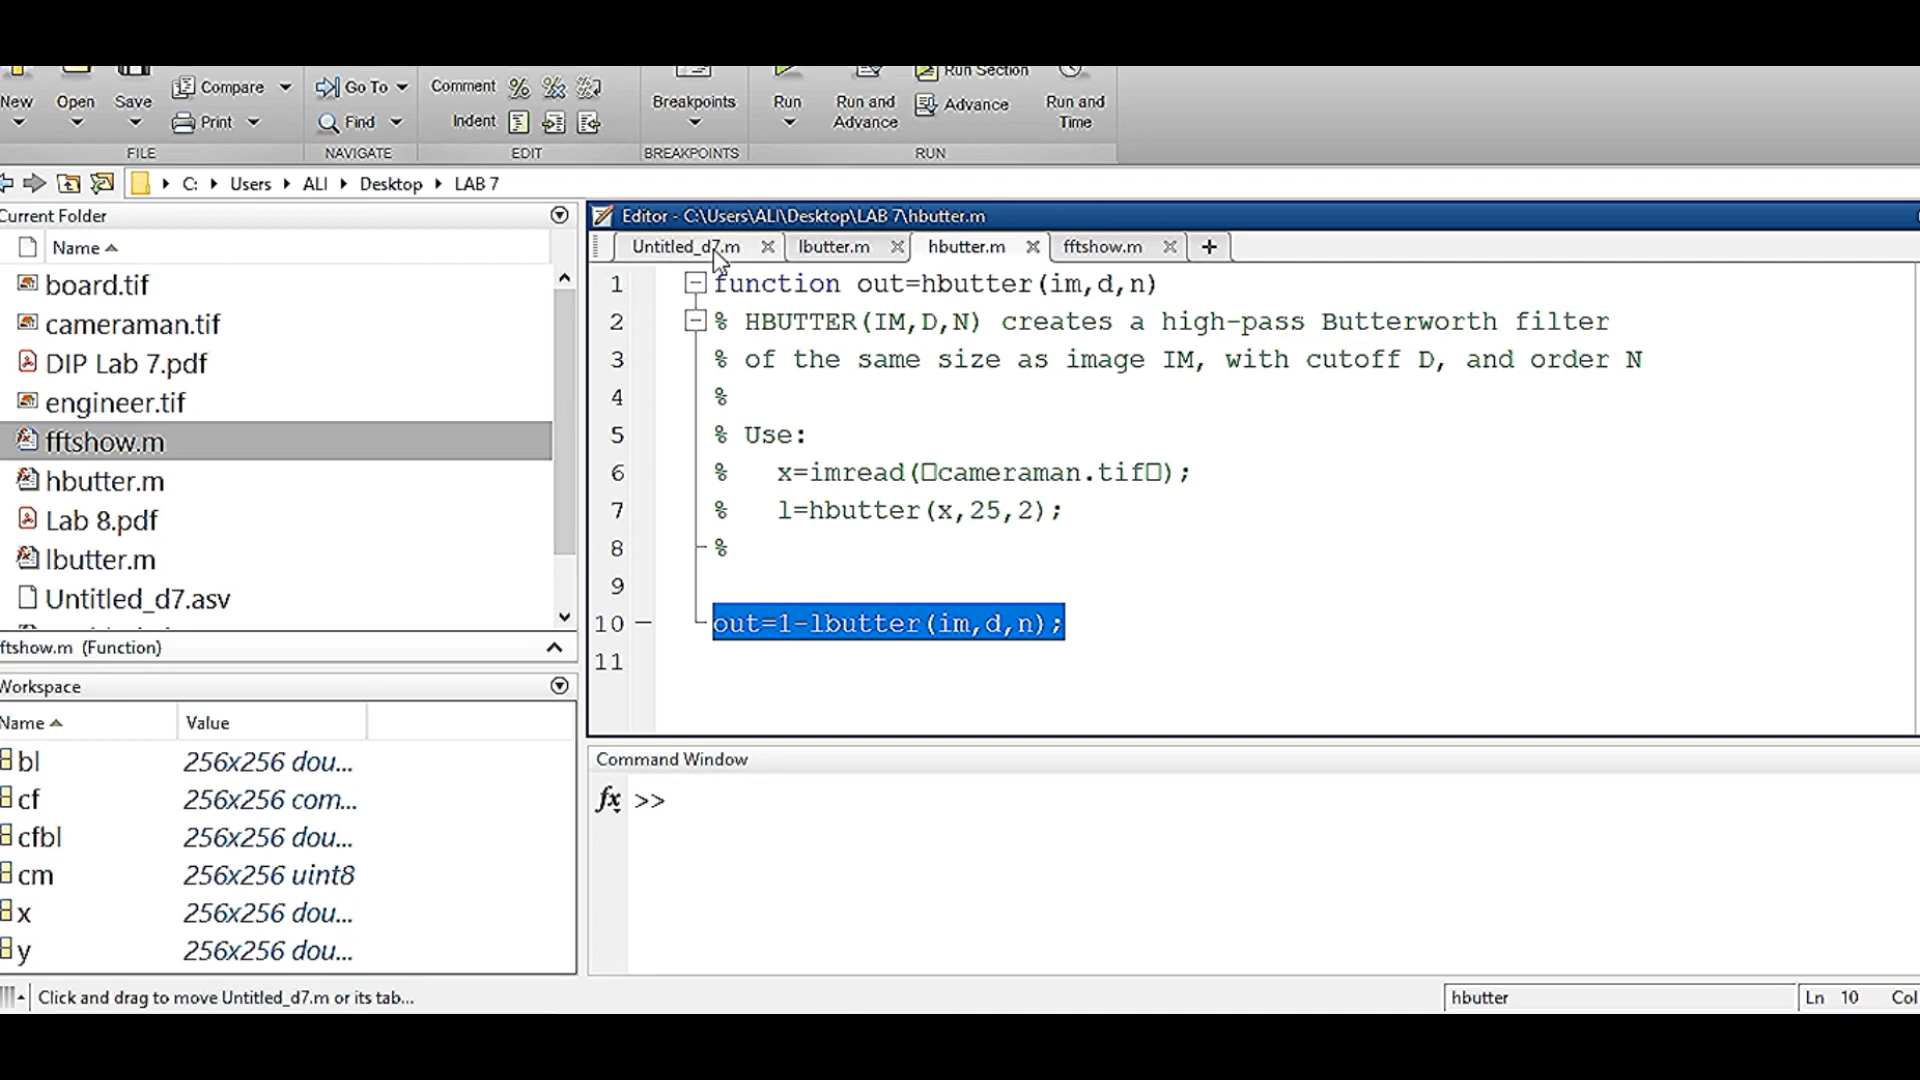 New
Open
Save
Compare
Print
FILE
Go To
Find
NAVIGATE
Comment
Indent
EDIT
Breakpoints
BREAKPOINTS
Run
Run and
Advance
Run Section
Advance
Run and
Time
RUN
C: Users ALI Desktop LAB 7
Current Folder
Name
board.tif
cameraman.tif
DIP Lab 7.pdf
engineer.tif
fftshow.m
hbutter.m
Lab 8.pdf
lbutter.m
Untitled_d7.asv
ftshow.m (Function)
Workspace
Name Value
bl 256x256 dou...
cf 256x256 com...
cfbl 256x256 dou...
cm 256x256 uint8
x 256x256 dou...
y 256x256 dou...
Editor - C:\Users\ALI\Desktop\LAB 7\hbutter.m
Untitled_d7.m lbutter.m hbutter.m fftshow.m
1 function out=hbutter(im,d,n)
2 % HBUTTER(IM,D,N) creates a high-pass Butterworth filter
3 % of the same size as image IM, with cutoff D, and order N
4 %
5 % Use:
6 % x=imread(□cameraman.tif□);
7 % l=hbutter(x,25,2);
8 %
9
10 out=1-lbutter(im,d,n);
11
Command Window
fx >>
Click and drag to move Untitled_d7.m or its tab...
hbutter
Ln 10 Col